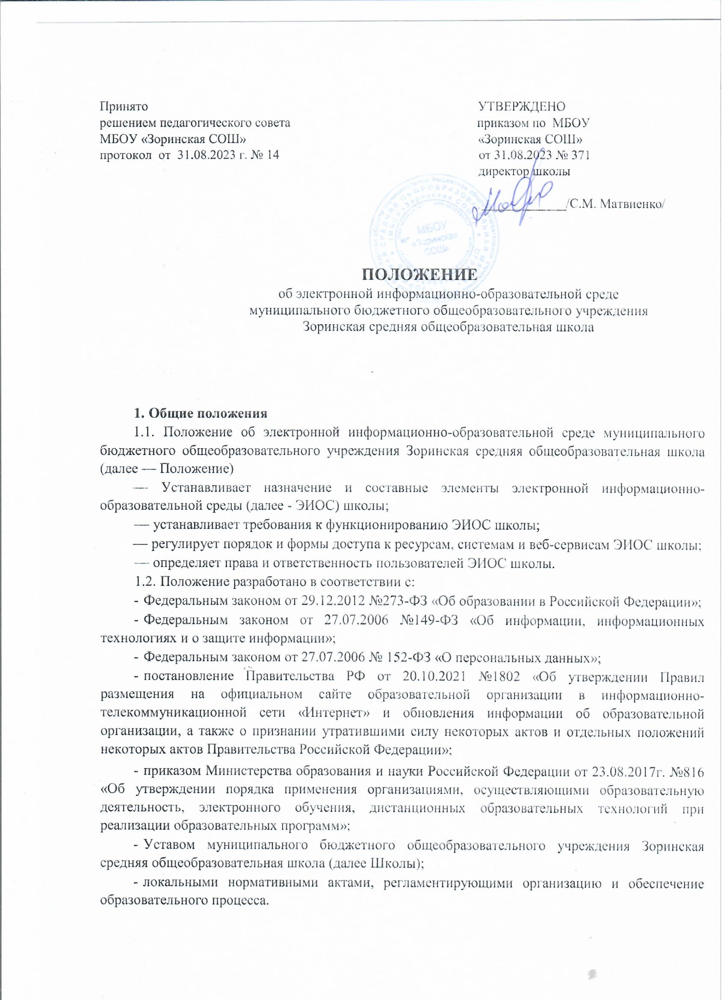 Принято
решением педагогического совета
МБОУ «Зоринская СОШ»
протокол от 31.08.2023 г. № 14
УТВЕРЖДЕНО
приказом по МБОУ
«Зоринская СОШ»
от 31.08.2023 № 371
директор школы
/С.М. Матвиенко/
МБОУ
«Зоринская
СОШ»
ПОЛОЖЕНИЕ
об электронной информационно-образовательной среде
муниципального бюджетного общеобразовательного учреждения
Зоринская средняя общеобразовательная школа
1. Общие положения
1.1. Положение об электронной информационно-образовательной среде муниципального
бюджетного общеобразовательного учреждения Зоринская средняя общеобразовательная школа
(далее — Положение)
— Устанавливает назначение и составные элементы электронной информационно-
образовательной среды (далее - ЭИОС) школы;
— устанавливает требования к функционированию ЭИОС школы;
— регулирует порядок и формы доступа к ресурсам, системам и веб-сервисам ЭИОС школы;
— определяет права и ответственность пользователей ЭИОС школы.
1.2. Положение разработано в соответствии с:
- Федеральным законом от 29.12.2012 №273-ФЗ «Об образовании в Российской Федерации»;
- Федеральным законом от 27.07.2006 №149-ФЗ «Об информации, информационных
технологиях и о защите информации»;
- Федеральным законом от 27.07.2006 № 152-ФЗ «О персональных данных»;
- постановление Правительства РФ от 20.10.2021 №1802 «Об утверждении Правил
размещения на официальном сайте образовательной организации в информационно-
телекоммуникационной сети «Интернет» и обновления информации об образовательной
организации, а также о признании утратившими силу некоторых актов и отдельных положений
некоторых актов Правительства Российской Федерации»;
- приказом Министерства образования и науки Российской Федерации от 23.08.2017г. №816
«Об утверждении порядка применения организациями, осуществляющими образовательную
деятельность, электронного обучения, дистанционных образовательных технологий при
реализации образовательных программ»;
- Уставом муниципального бюджетного общеобразовательного учреждения Зоринская
средняя общеобразовательная школа (далее Школы);
- локальными нормативными актами, регламентирующими организацию и обеспечение
образовательного процесса.